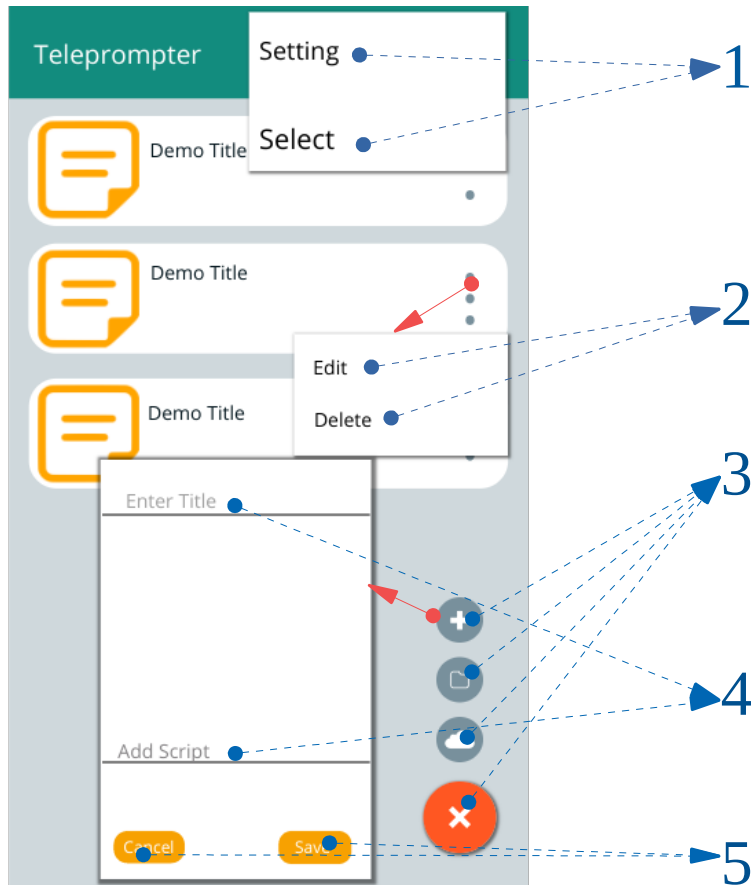 Teleprompter
Setting
Select
1
Demo Title
Demo Title
2
Edit
Delete
Demo Title
3
Enter Title
4
Add Script
Cancel
Save
5